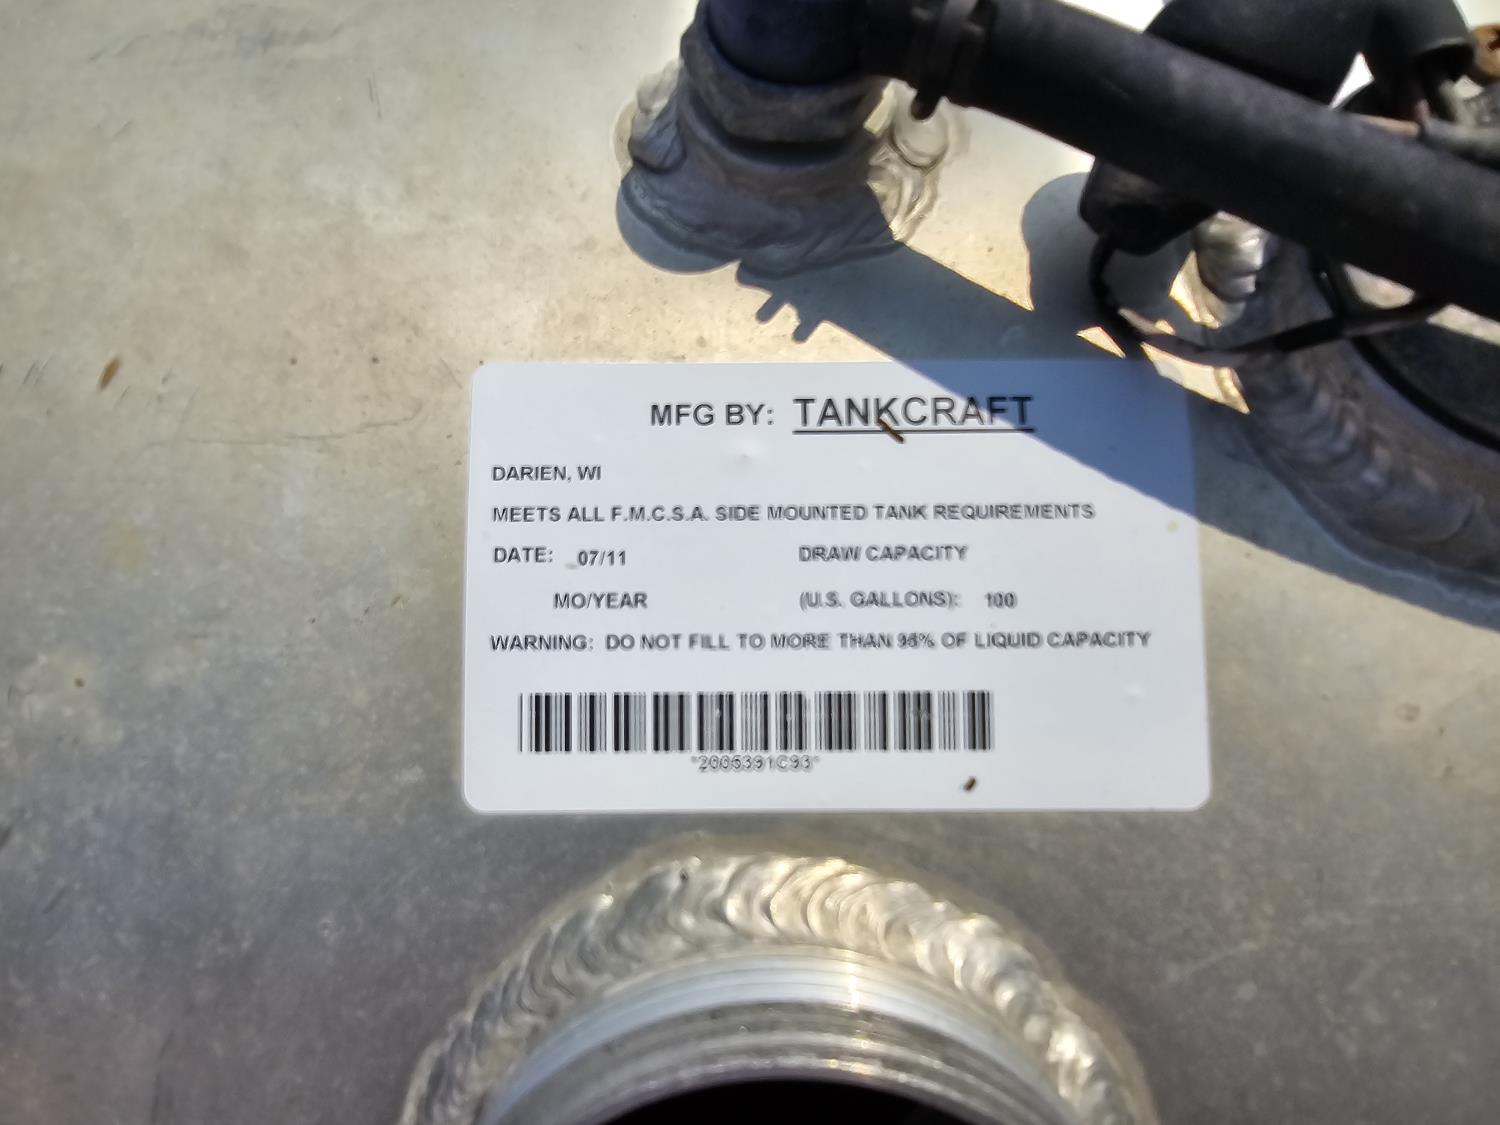 MFG BY: TANKCRAFT
DARIEN, WI
MEETS ALL F.M.C.S.A. SIDE MOUNTED TANK REQUIREMENTS
DATE: 07/11 DRAW CAPACITY
MO/YEAR (U.S. GALLONS): 100
WARNING: DO NOT FILL TO MORE THAN 95% OF LIQUID CAPACITY
*2005391C93*